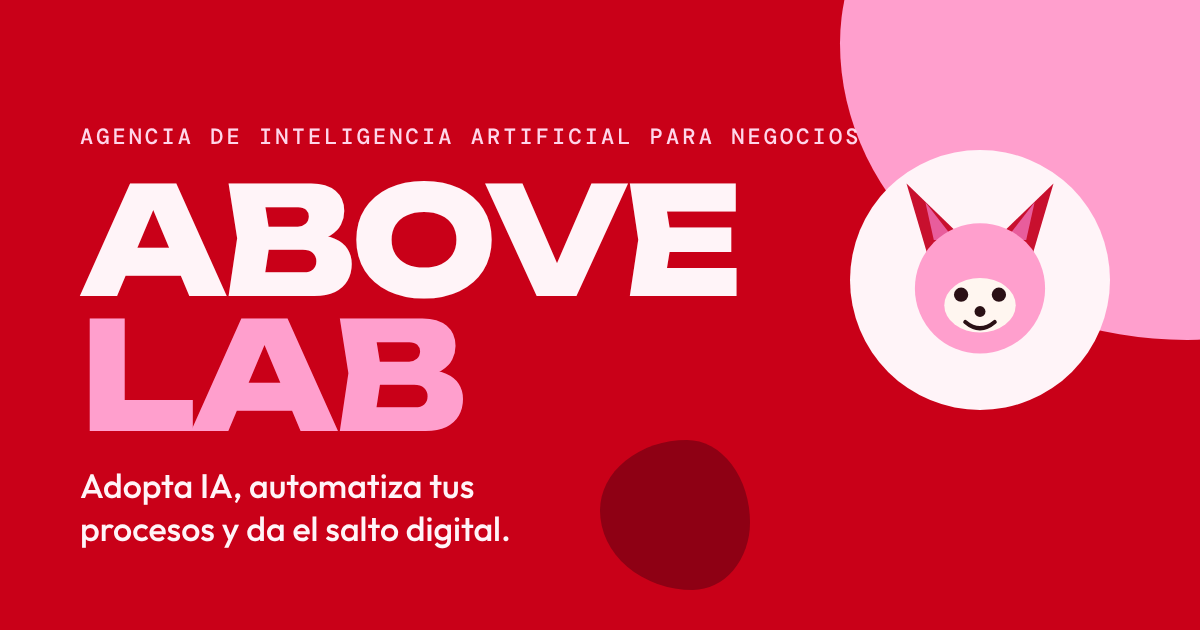 AGENCIA DE INTELIGENCIA ARTIFICIAL PARA NEGOCIOS
ABOVE
LAB
Adopta IA, automatiza tus
procesos y da el salto digital.